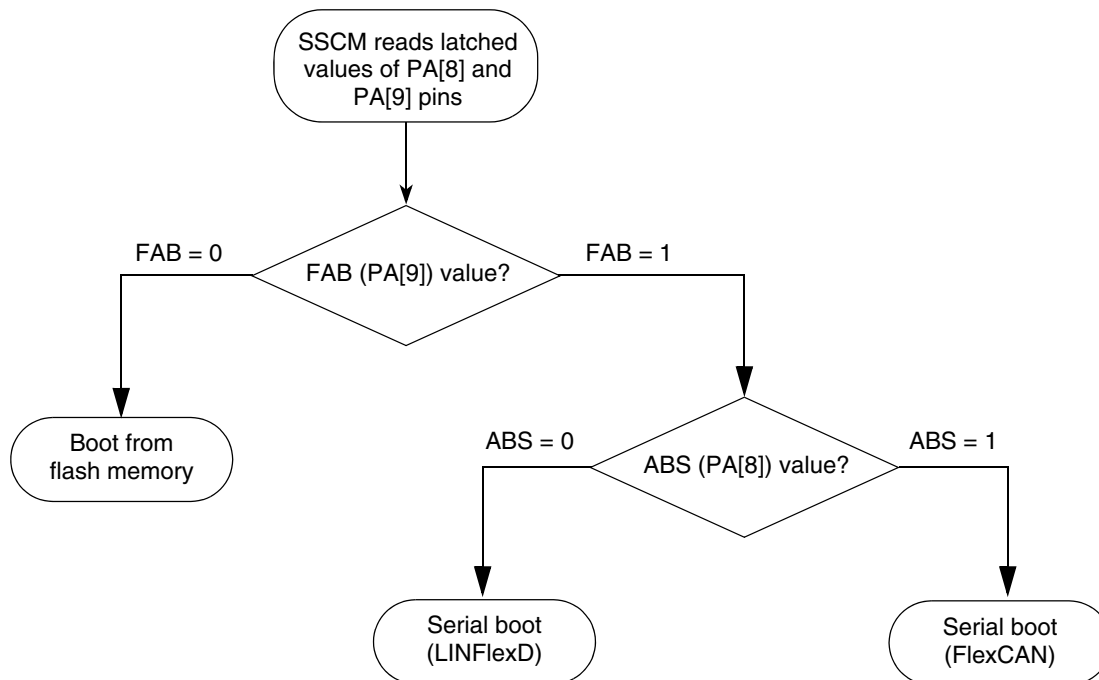 SSCM reads latched
values of PA[8] and
PA[9] pins
FAB = 0
FAB (PA[9]) value?
FAB = 1
Boot from
flash memory
ABS = 0
ABS (PA[8]) value?
ABS = 1
Serial boot
(LINFlexD)
Serial boot
(FlexCAN)